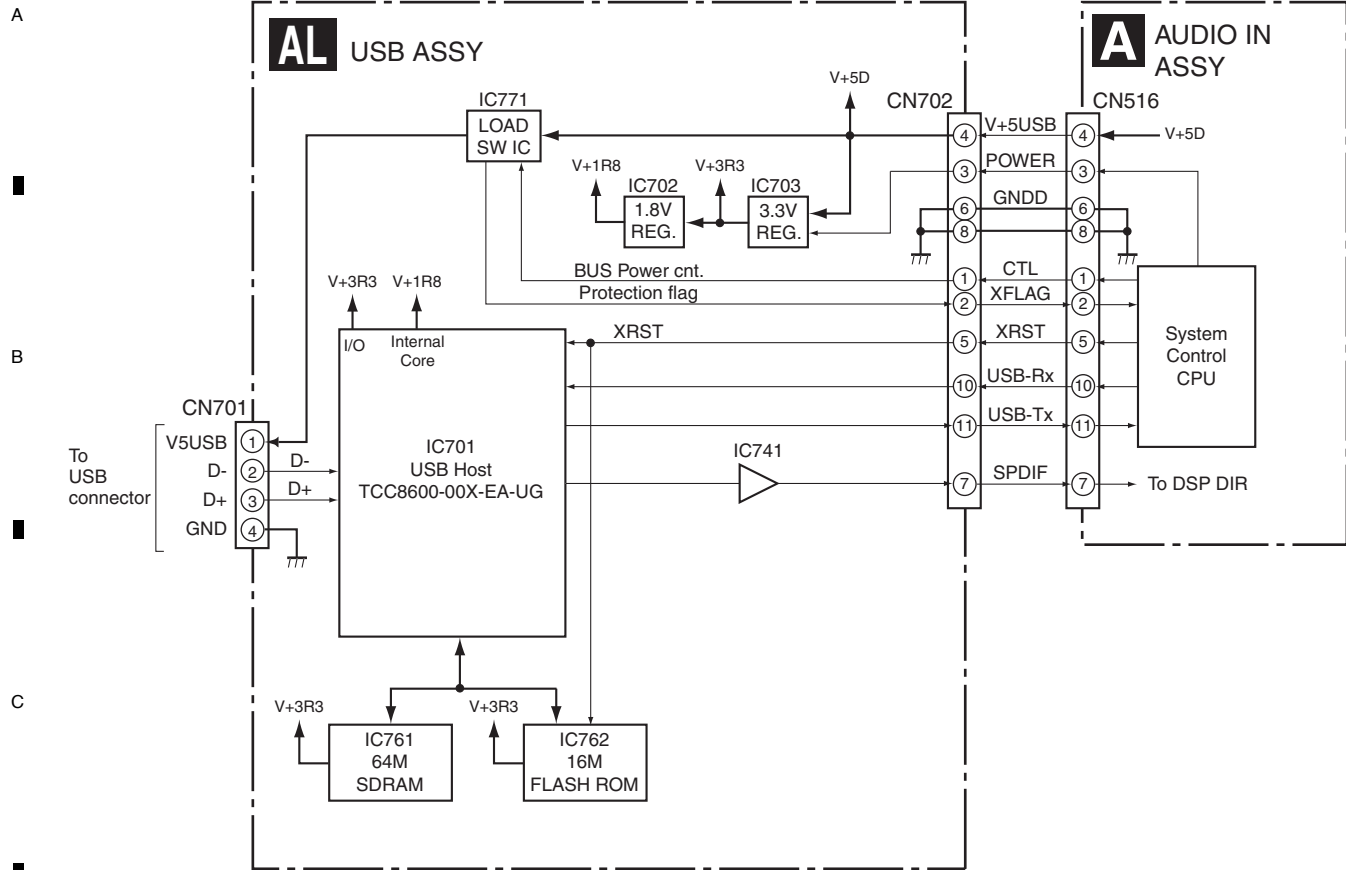 A
AL USB ASSY
A AUDIO IN
ASSY
V+5D
IC771
LOAD
SW IC
CN702
CN516
4
V+5USB
4
V+5D
3
POWER
3
V+1R8
IC702
1.8V
REG.
V+3R3
IC703
3.3V
REG.
GNDD
6
6
8
8
BUS Power cnt.
1
CTL
1
Protection flag
2
XFLAG
2
V+3R3
V+1R8
I/O
Internal
Core
XRST
5
XRST
5
System
Control
CPU
B
10
USB-Rx
10
11
USB-Tx
11
CN701
To
USB
connector
V5USB
1
D-
2
D-
D+
3
D+
GND
4
IC701
USB Host
TCC8600-00X-EA-UG
IC741
7
SPDIF
7
To DSP DIR
C
V+3R3
IC761
64M
SDRAM
V+3R3
IC762
16M
FLASH ROM